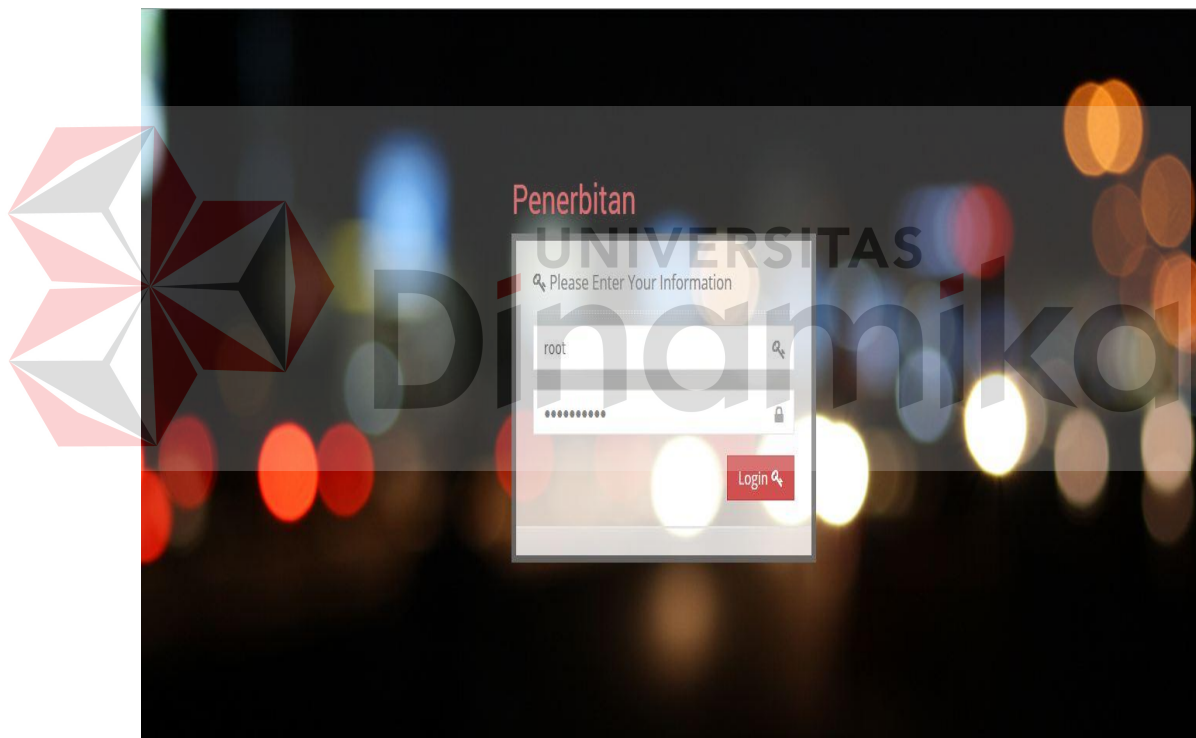 Penerbitan
UNIVERSITAS
Dinamika
Please Enter Your Information
root
••••••••••
Login